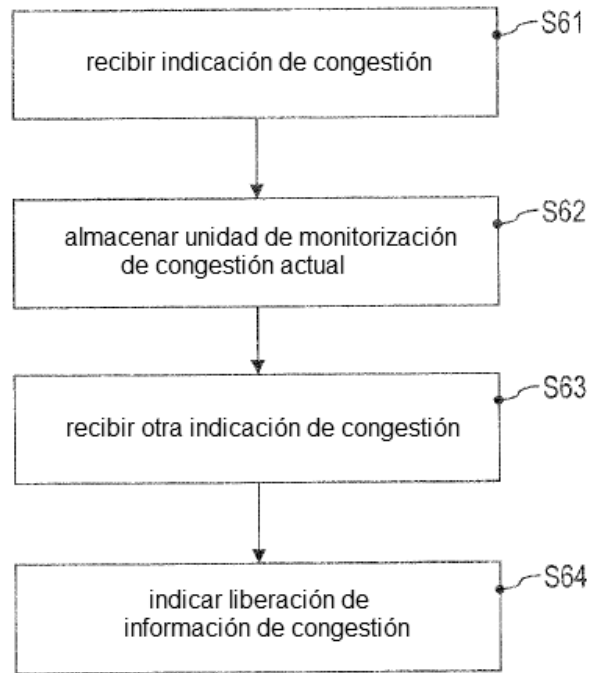 S61
recibir indicación de congestión
S62
almacenar unidad de monitorización
de congestión actual
S63
recibir otra indicación de congestión
S64
indicar liberación de
información de congestión